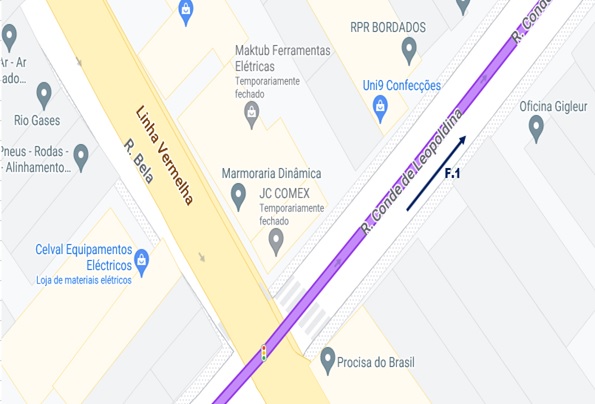 RPR BORDADOS
R. Conde
Ar - Ar
ado...
Maktub Ferramentas
Elétricas
Temporariamente
fechado
Uni9 Confecções
Rio Gases
Linha Vermelha
R. Bela
R. Conde de Leopoldina
Oficina Gigleur
Pneus - Rodas -
Alinhamento...
Marmoraria Dinâmica
F.1
JC COMEX
Temporariamente
fechado
Celval Equipamentos
Eléctricos
Loja de materiais elétricos
Procisa do Brasil